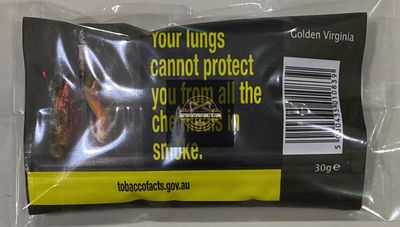 Your lungs
cannot protect
you from all the
chemicals in
smoke.
tobaccofacts.gov.au
Golden Virginia
30g℮